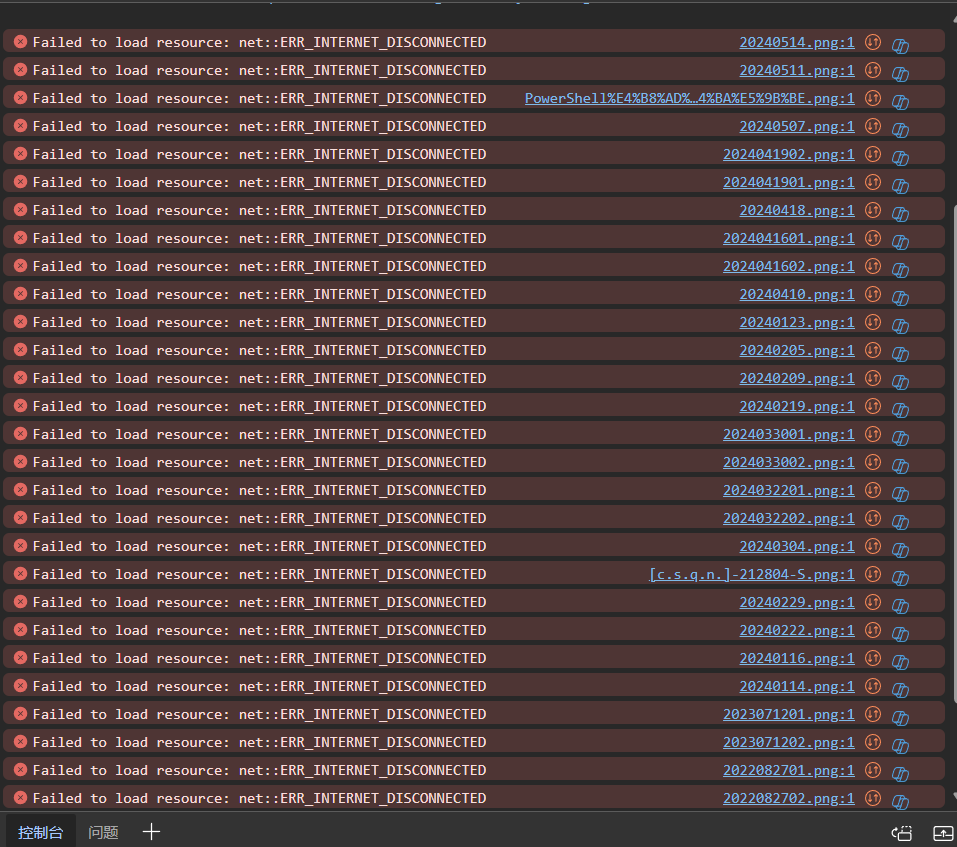 Failed to load resource: net::ERR_INTERNET_DISCONNECTED 20240514.png:1
Failed to load resource: net::ERR_INTERNET_DISCONNECTED 20240511.png:1
Failed to load resource: net::ERR_INTERNET_DISCONNECTED PowerShell%E4%B8%AD%…4%BA%E5%9B%BE.png:1
Failed to load resource: net::ERR_INTERNET_DISCONNECTED 20240507.png:1
Failed to load resource: net::ERR_INTERNET_DISCONNECTED 2024041902.png:1
Failed to load resource: net::ERR_INTERNET_DISCONNECTED 2024041901.png:1
Failed to load resource: net::ERR_INTERNET_DISCONNECTED 20240418.png:1
Failed to load resource: net::ERR_INTERNET_DISCONNECTED 2024041601.png:1
Failed to load resource: net::ERR_INTERNET_DISCONNECTED 2024041602.png:1
Failed to load resource: net::ERR_INTERNET_DISCONNECTED 20240410.png:1
Failed to load resource: net::ERR_INTERNET_DISCONNECTED 20240123.png:1
Failed to load resource: net::ERR_INTERNET_DISCONNECTED 20240205.png:1
Failed to load resource: net::ERR_INTERNET_DISCONNECTED 20240209.png:1
Failed to load resource: net::ERR_INTERNET_DISCONNECTED 20240219.png:1
Failed to load resource: net::ERR_INTERNET_DISCONNECTED 2024033001.png:1
Failed to load resource: net::ERR_INTERNET_DISCONNECTED 2024033002.png:1
Failed to load resource: net::ERR_INTERNET_DISCONNECTED 2024032201.png:1
Failed to load resource: net::ERR_INTERNET_DISCONNECTED 2024032202.png:1
Failed to load resource: net::ERR_INTERNET_DISCONNECTED 20240304.png:1
Failed to load resource: net::ERR_INTERNET_DISCONNECTED [c.s.q.n.]-212804-S.png:1
Failed to load resource: net::ERR_INTERNET_DISCONNECTED 20240229.png:1
Failed to load resource: net::ERR_INTERNET_DISCONNECTED 20240222.png:1
Failed to load resource: net::ERR_INTERNET_DISCONNECTED 20240116.png:1
Failed to load resource: net::ERR_INTERNET_DISCONNECTED 20240114.png:1
Failed to load resource: net::ERR_INTERNET_DISCONNECTED 2023071201.png:1
Failed to load resource: net::ERR_INTERNET_DISCONNECTED 2023071202.png:1
Failed to load resource: net::ERR_INTERNET_DISCONNECTED 2022082701.png:1
Failed to load resource: net::ERR_INTERNET_DISCONNECTED 2022082702.png:1
控制台 问题